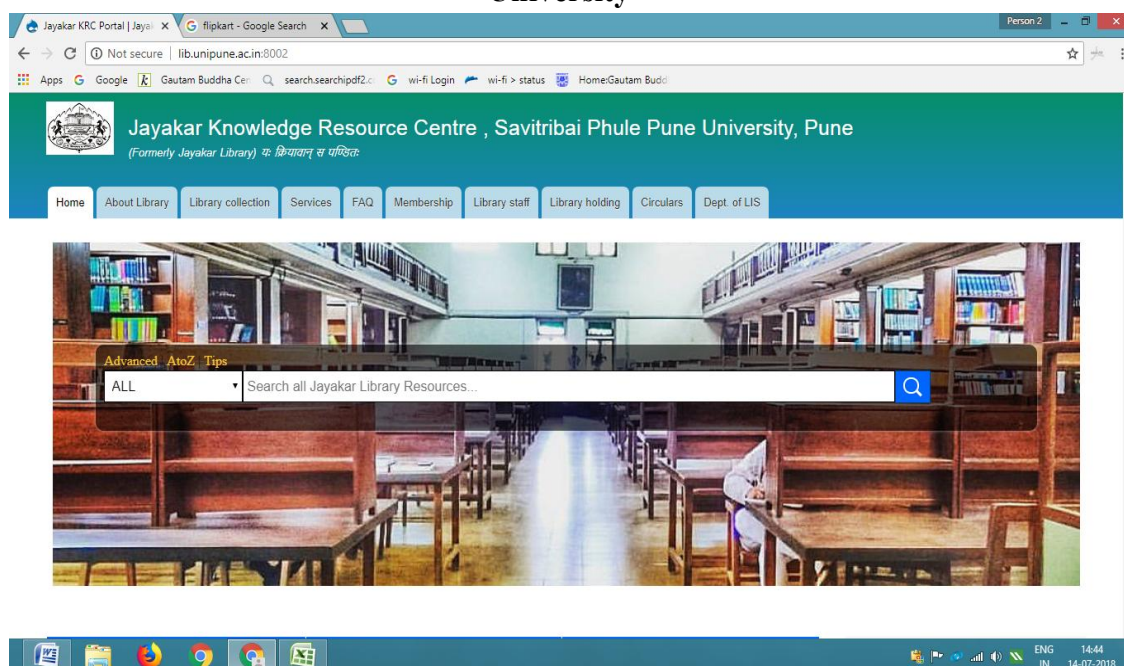 University
Jayakar KRC Portal | Jayak
flipkart - Google Search
Person 2
Not secure | lib.unipune.ac.in:8002
Apps Google Gautam Buddha Cen search.searchipdf2.c wi-fi Login wi-fi > status Home:Gautam Budd
Jayakar Knowledge Resource Centre , Savitribai Phule Pune University, Pune
(Formerly Jayakar Library) यः क्रियावान् स पण्डितः
Home About Library Library collection Services FAQ Membership Library staff Library holding Circulars Dept. of LIS
Advanced AtoZ Tips
ALL Search all Jayakar Library Resources...
ENG 14:44
IN 14-07-2018